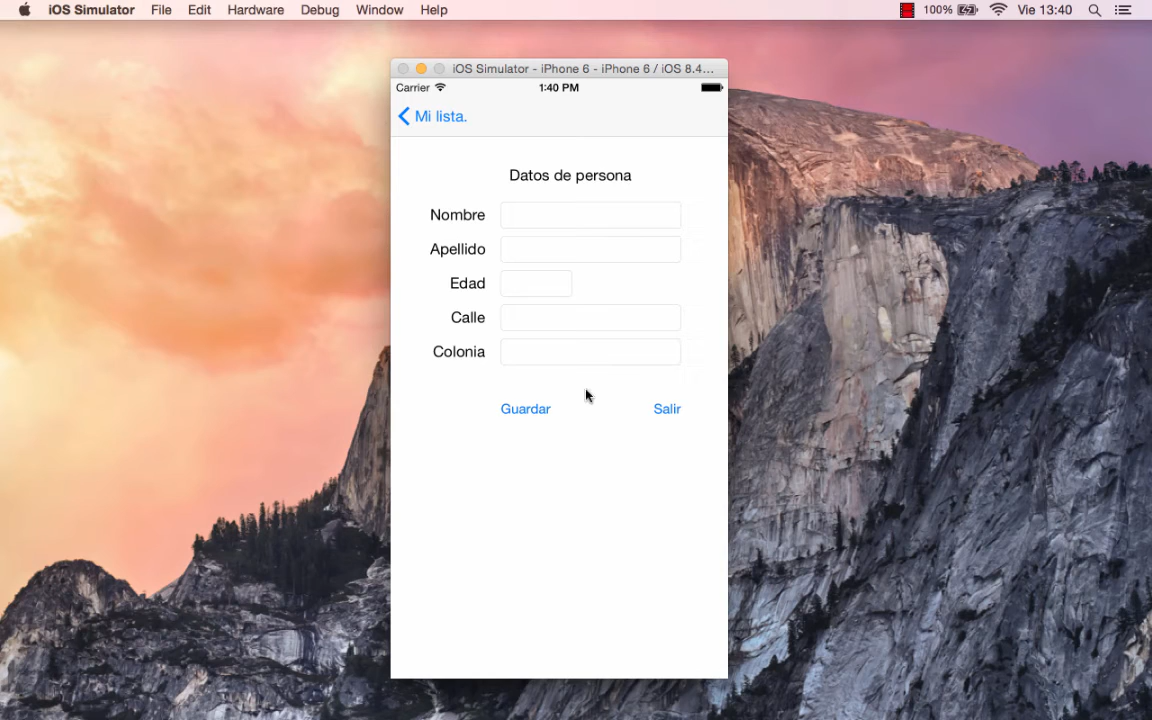 iOS Simulator File Edit Hardware Debug Window Help 100% Vie 13:40
iOS Simulator - iPhone 6 - iPhone 6 / iOS 8.4...
Carrier 1:40 PM
Mi lista.
Datos de persona
Nombre
Apellido
Edad
Calle
Colonia
Guardar Salir